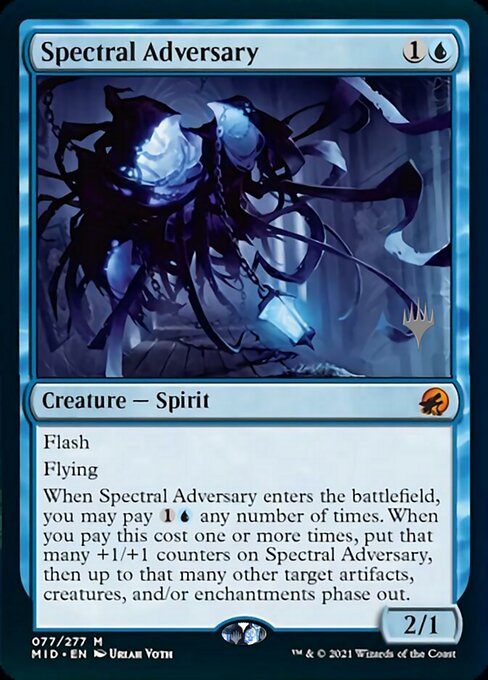 Spectral Adversary 1
Creature — Spirit
Flash
Flying
When Spectral Adversary enters the battlefield,
you may pay 1 any number of times. When
you pay this cost one or more times, put that
many +1/+1 counters on Spectral Adversary,
then up to that many other target artifacts,
creatures, and/or enchantments phase out.
2/1
077/277 M
MID • EN Uriah Voth
™ & © 2021 Wizards of the Coast